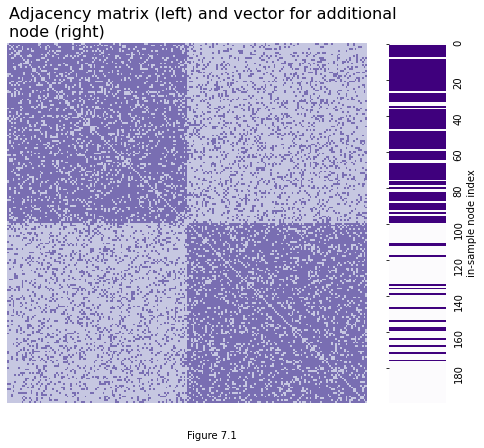 Adjacency matrix (left) and vector for additional
node (right)
0
20
40
60
80
100
120
140
160
180
in-sample node index
Figure 7.1